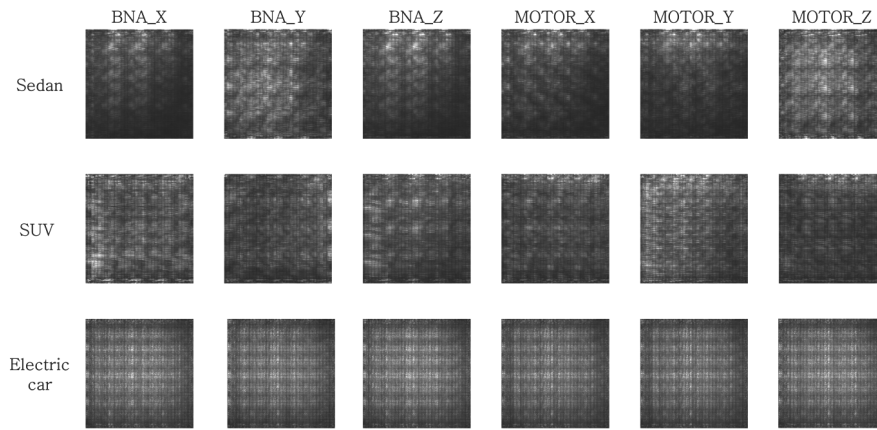 BNA_X BNA_Y BNA_Z MOTOR_X MOTOR_Y MOTOR_Z
Sedan
SUV
Electric
car